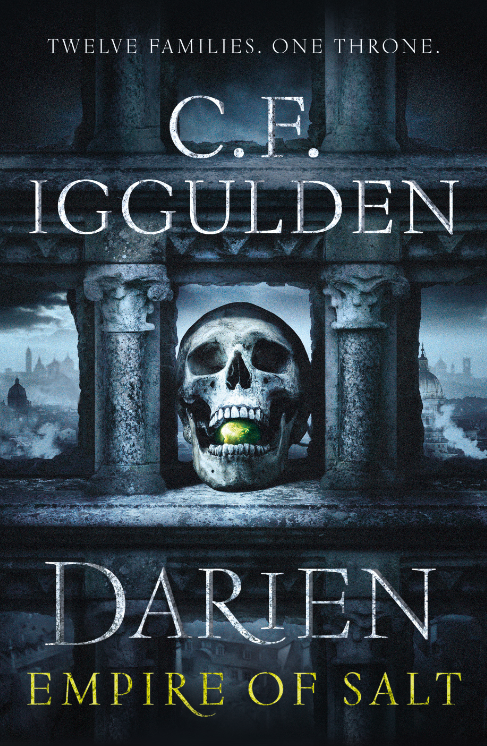 TWELVE FAMILIES. ONE THRONE.
C. F.
IGGULDEN
DARIEN
EMPIRE OF SALT